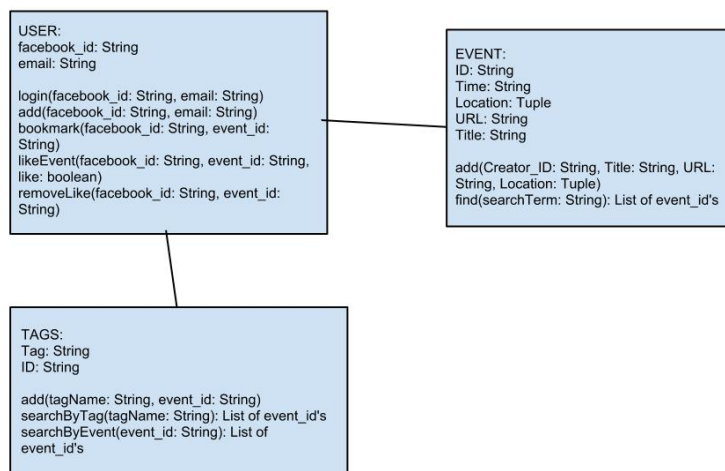 USER:
facebook_id: String
email: String
login(facebook_id: String, email: String)
add(facebook_id: String, email: String)
bookmark(facebook_id: String, event_id:
String)
likeEvent(facebook_id: String, event_id: String,
like: boolean)
removeLike(facebook_id: String, event_id:
String)
EVENT:
ID: String
Time: String
Location: Tuple
URL: String
Title: String
add(Creator_ID: String, Title: String, URL:
String, Location: Tuple)
find(searchTerm: String): List of event_id's
TAGS:
Tag: String
ID: String
add(tagName: String, event_id: String)
searchByTag(tagName: String): List of event_id's
searchByEvent(event_id: String): List of
event_id's